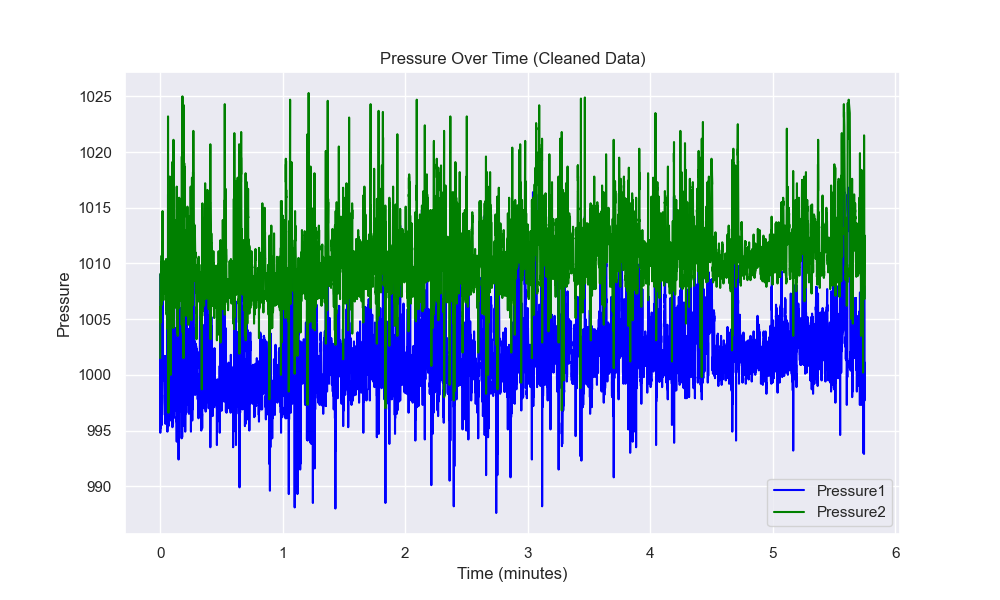 Pressure Over Time (Cleaned Data)
Pressure
1025
1020
1015
1010
1005
1000
995
990
0 1 2 3 4 5 6
Time (minutes)
Pressure1
Pressure2